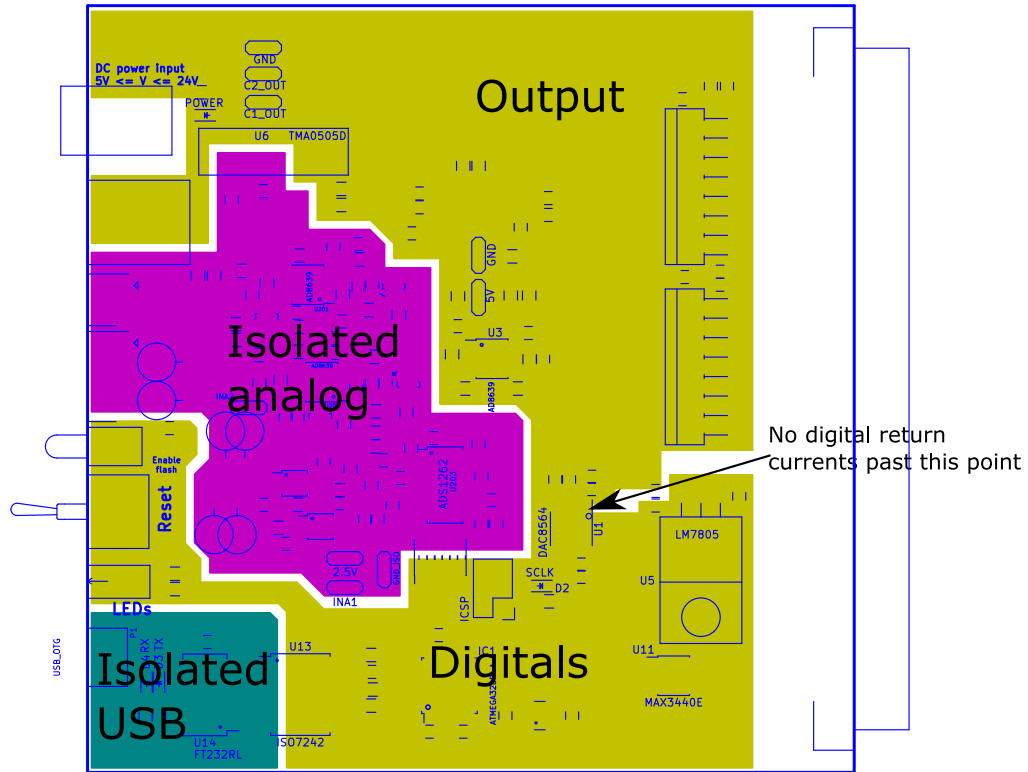 DC power input
5V <= V <= 24V
GND
C2_OUT
POWER
C1_OUT
Output
U6 TMA0505D
GND
5V
AD8639
U201
U3
Isolated
analog
AD8639
INA2
AD8639
No digital return
currents past this point
Enable
flash
Reset
ADS1262
U203
DAC8564
U1
LM7805
2.5V
GND_ISO
INA1
SCLK
D2
ICSP
U5
LEDs
USB_OTG
P1
RX
TX
Isolated
USB
U13
IC1
Digitals
U11
MAX3440E
U14
FT232RL
ISO7242